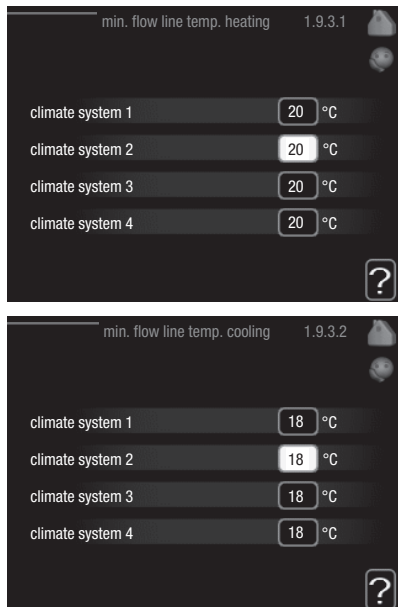 min. flow line temp. heating 1.9.3.1
climate system 1 20 °C
climate system 2 20 °C
climate system 3 20 °C
climate system 4 20 °C
?
min. flow line temp. cooling 1.9.3.2
climate system 1 18 °C
climate system 2 18 °C
climate system 3 18 °C
climate system 4 18 °C
?